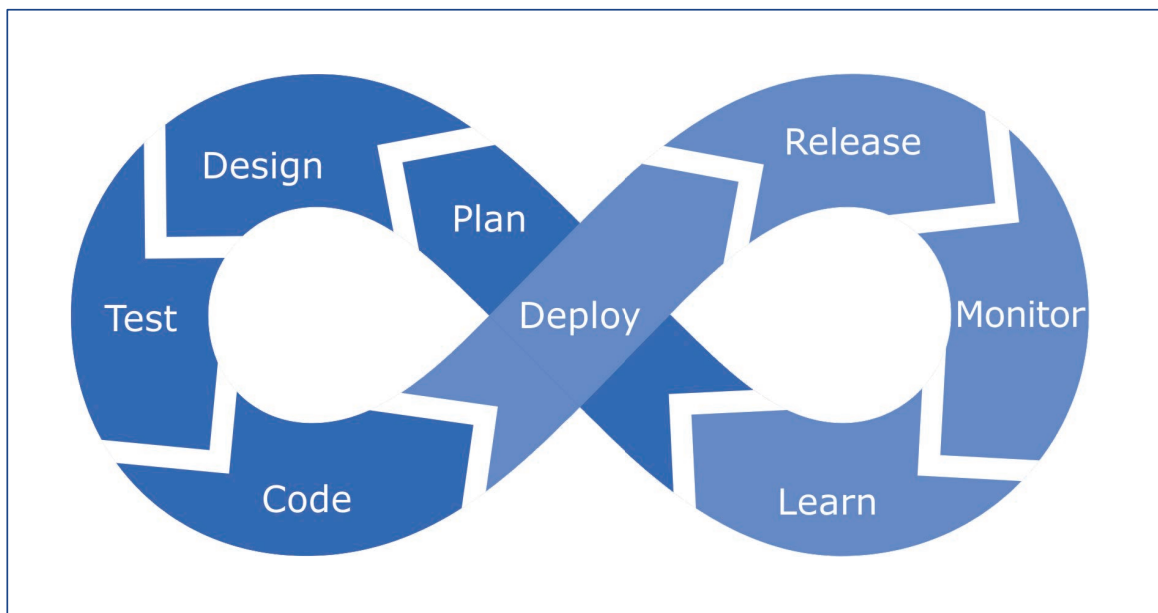 Design
Release
Plan
Test
Deploy
Monitor
Code
Learn